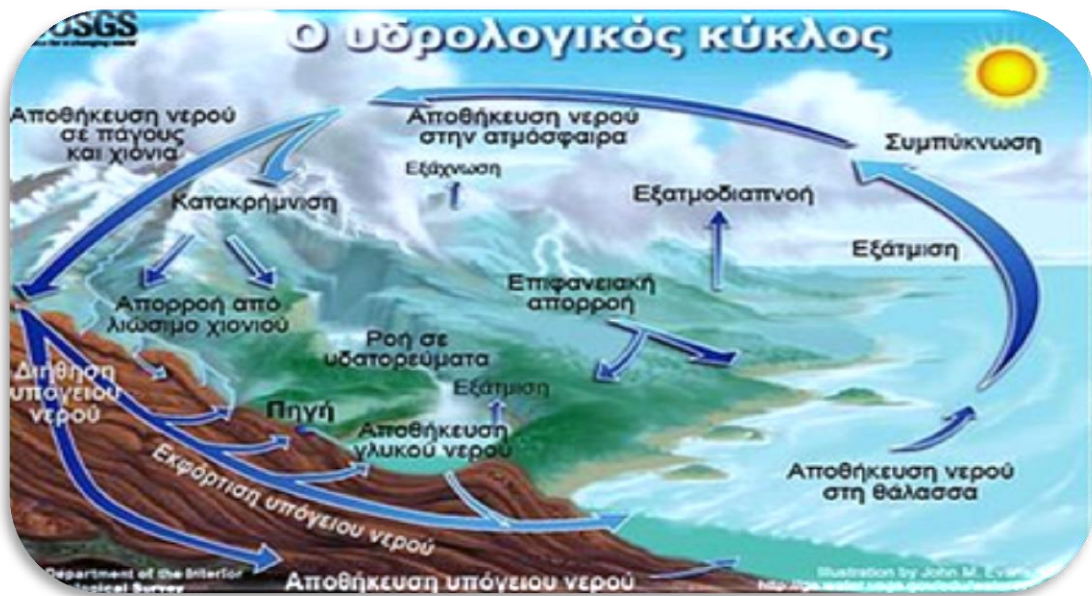 USGS
Ο υδρολογικός κύκλος
Αποθήκευση νερού
σε πάγους
και χιόνια
Αποθήκευση νερού
στην ατμόσφαιρα
Συμπύκνωση
Εξάχνωση
Κατακρήμνιση
Εξατμοδιαπνοή
Εξάτμιση
Επιφανειακή
απορροή
Απορροή από
λιώσιμο χιονιού
Ροή σε
υδατορεύματα
Διήθηση
υπόγειου
νερού
Εξάτμιση
Πηγή
Αποθήκευση
γλυκού νερού
Εκφόρτιση υπόγειου νερού
Αποθήκευση νερού
στη θάλασσα
Αποθήκευση υπόγειου νερού
Department of the Interior
Survey
Illustration by John M.